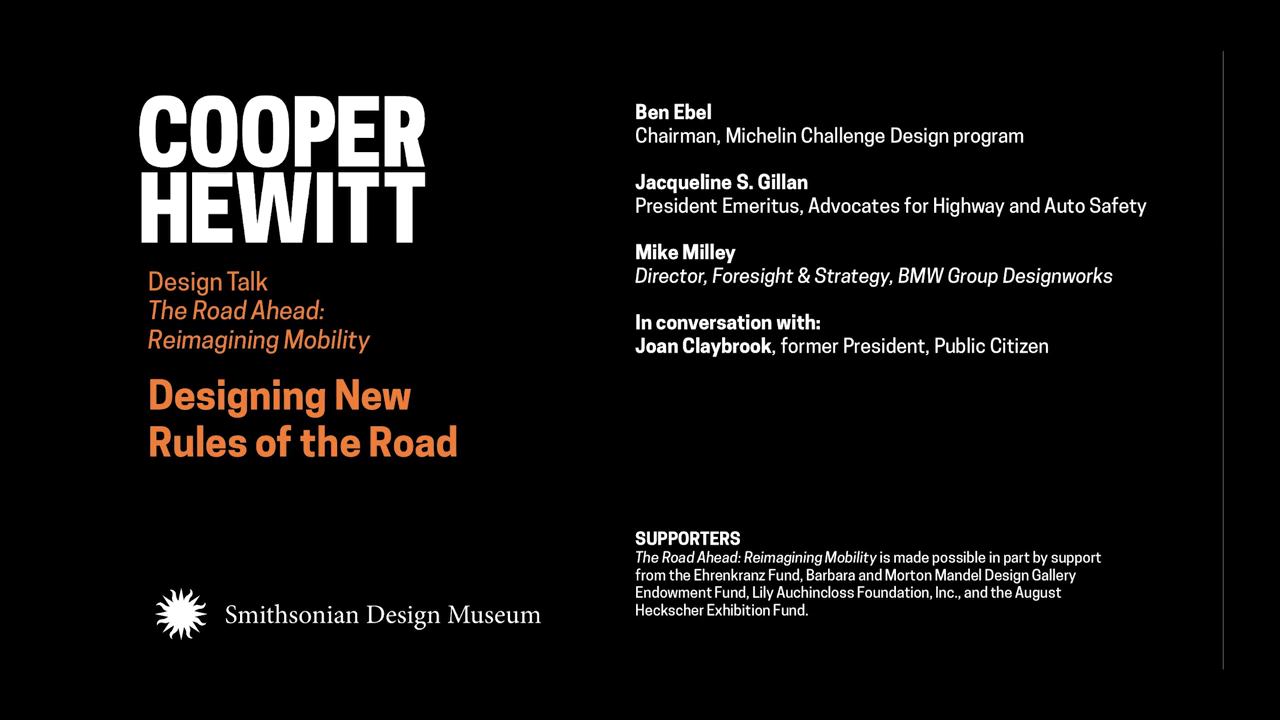 COOPER
HEWITT
Design Talk
The Road Ahead:
Reimagining Mobility
Designing New
Rules of the Road
Smithsonian Design Museum
Ben Ebel
Chairman, Michelin Challenge Design program
Jacqueline S. Gillan
President Emeritus, Advocates for Highway and Auto Safety
Mike Milley
Director, Foresight & Strategy, BMW Group Designworks
In conversation with:
Joan Claybrook, former President, Public Citizen
SUPPORTERS
The Road Ahead: Reimagining Mobility is made possible in part by support
from the Ehrenkranz Fund, Barbara and Morton Mandel Design Gallery
Endowment Fund, Lily Auchincloss Foundation, Inc., and the August
Heckscher Exhibition Fund.